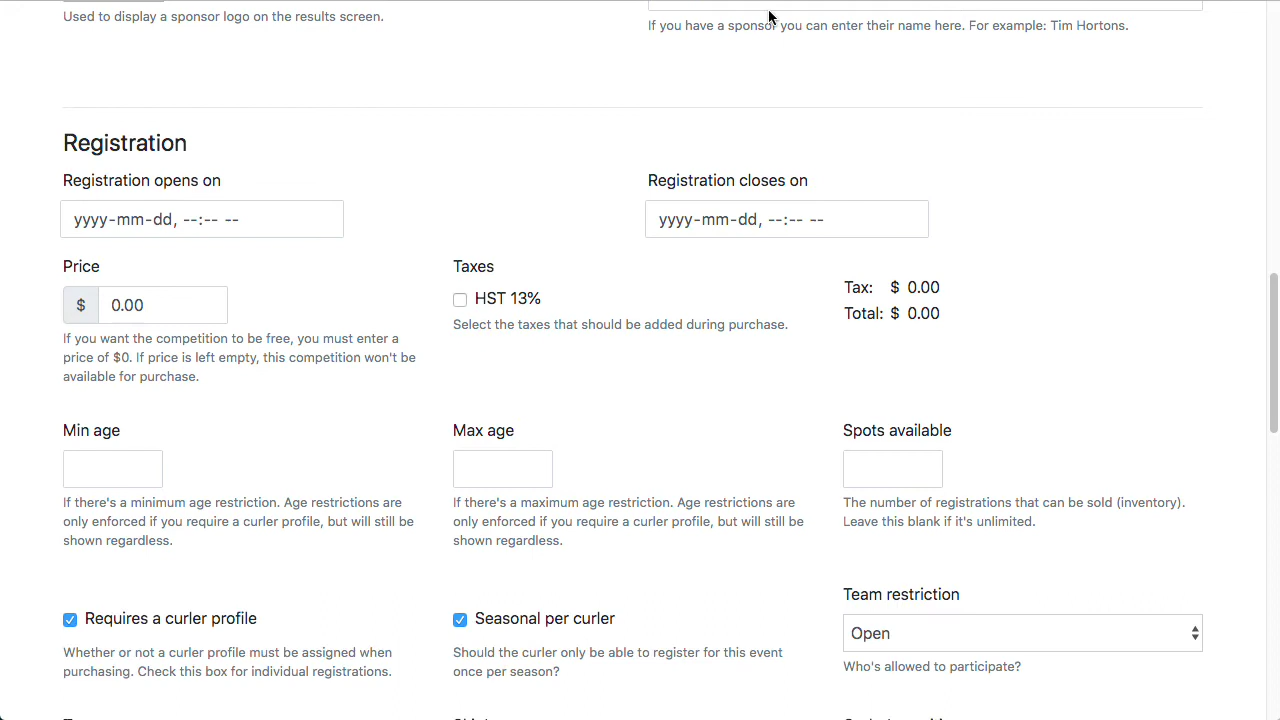 Used to display a sponsor logo on the results screen.
If you have a sponsor you can enter their name here. For example: Tim Hortons.
Registration
Registration opens on
Registration closes on
yyyy-mm-dd, --:-- --
yyyy-mm-dd, --:-- --
Price
Taxes
$ 0.00
HST 13%
Tax: $ 0.00
Total: $ 0.00
Select the taxes that should be added during purchase.
If you want the competition to be free, you must enter a
price of $0. If price is left empty, this competition won't be
available for purchase.
Min age
Max age
Spots available
If there's a minimum age restriction. Age restrictions are
only enforced if you require a curler profile, but will still be
shown regardless.
If there's a maximum age restriction. Age restrictions are
only enforced if you require a curler profile, but will still be
shown regardless.
The number of registrations that can be sold (inventory).
Leave this blank if it's unlimited.
Requires a curler profile
Whether or not a curler profile must be assigned when
purchasing. Check this box for individual registrations.
Seasonal per curler
Should the curler only be able to register for this event
once per season?
Team restriction
Open
Who's allowed to participate?